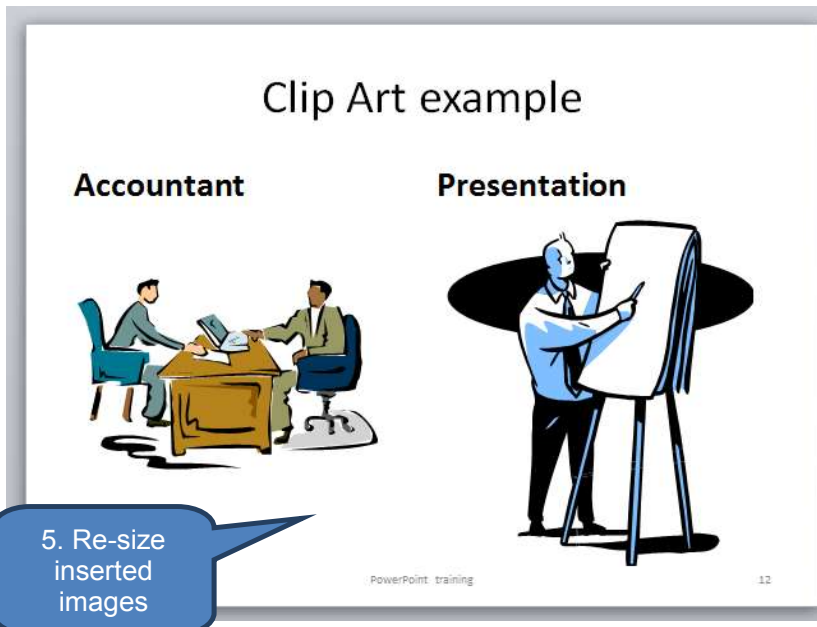 Clip Art example
Accountant
Presentation
5. Re-size
inserted
images
PowerPoint training
12